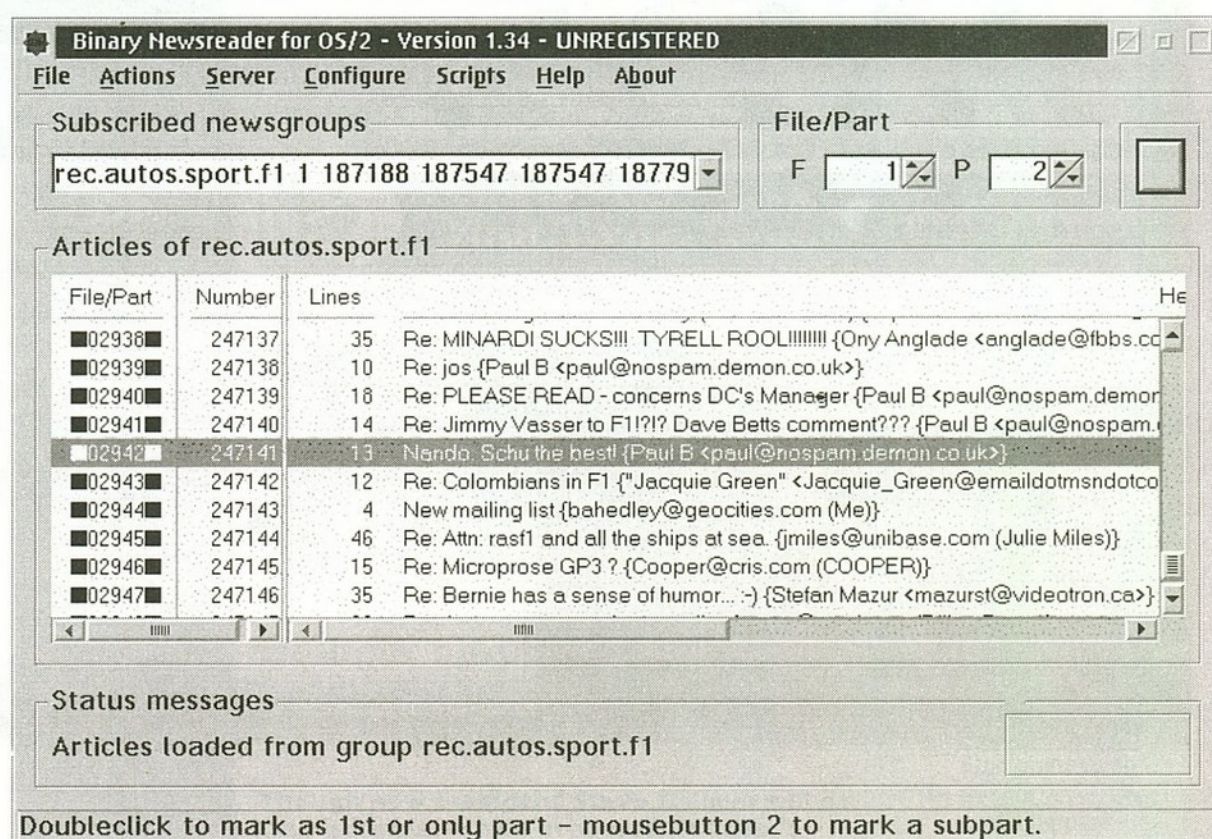 Binary Newsreader for OS/2 - Version 1.34 - UNREGISTERED
File Actions Server Configure Scripts Help About
Subscribed newsgroups
File/Part
rec.autos.sport.f1 1 187188 187547 187547 18779
F 1 P 2
Articles of rec.autos.sport.f1
File/Part Number Lines He
02938 247137 35 Re: MINARDI SUCKS!!! TYRELL ROOL!!!!!!!! {Ony Anglade <anglade@fbbs.cc
02939 247138 10 Re: jos {Paul B <paul@nospam.demon.co.uk>}
02940 247139 18 Re: PLEASE READ - concerns DC's Manager {Paul B <paul@nospam.demor
02941 247140 14 Re: Jimmy Vasser to F1!?!? Dave Betts comment??? {Paul B <paul@nospam.
02942 247141 13 Nando: Schu the best! {Paul B <paul@nospam.demon.co.uk>}
02943 247142 12 Re: Colombians in F1 {"Jacquie Green" <Jacquie_Green@emaildotmsndotco
02944 247143 4 New mailing list {bahedley@geocities.com (Me)}
02945 247144 46 Re: Attn: rasf1 and all the ships at sea. {jmiles@unibase.com (Julie Miles)}
02946 247145 15 Re: Microprose GP3 ? {Cooper@cris.com (COOPER)}
02947 247146 35 Re: Bernie has a sense of humor... :-) {Stefan Mazur <mazurst@videotron.ca>}
Status messages
Articles loaded from group rec.autos.sport.f1
Doubleclick to mark as 1st or only part - mousebutton 2 to mark a subpart.